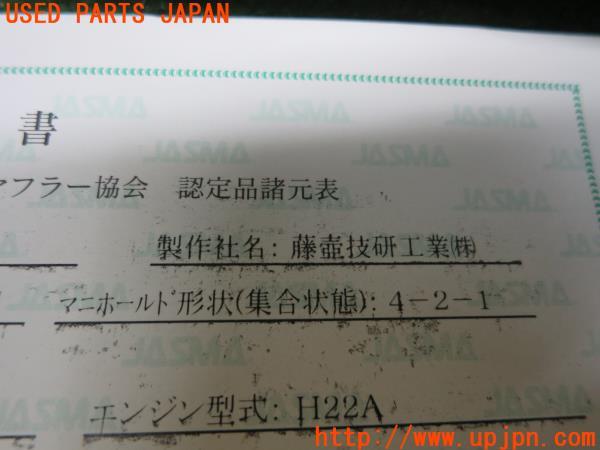 USED PARTS JAPAN
書
マフラー協会 認定品諸元表
製作社名: 藤壺技研工業㈱
マニホールド形状(集合状態): 4-2-1
エンジン型式: H22A
http://www.upjpn.com